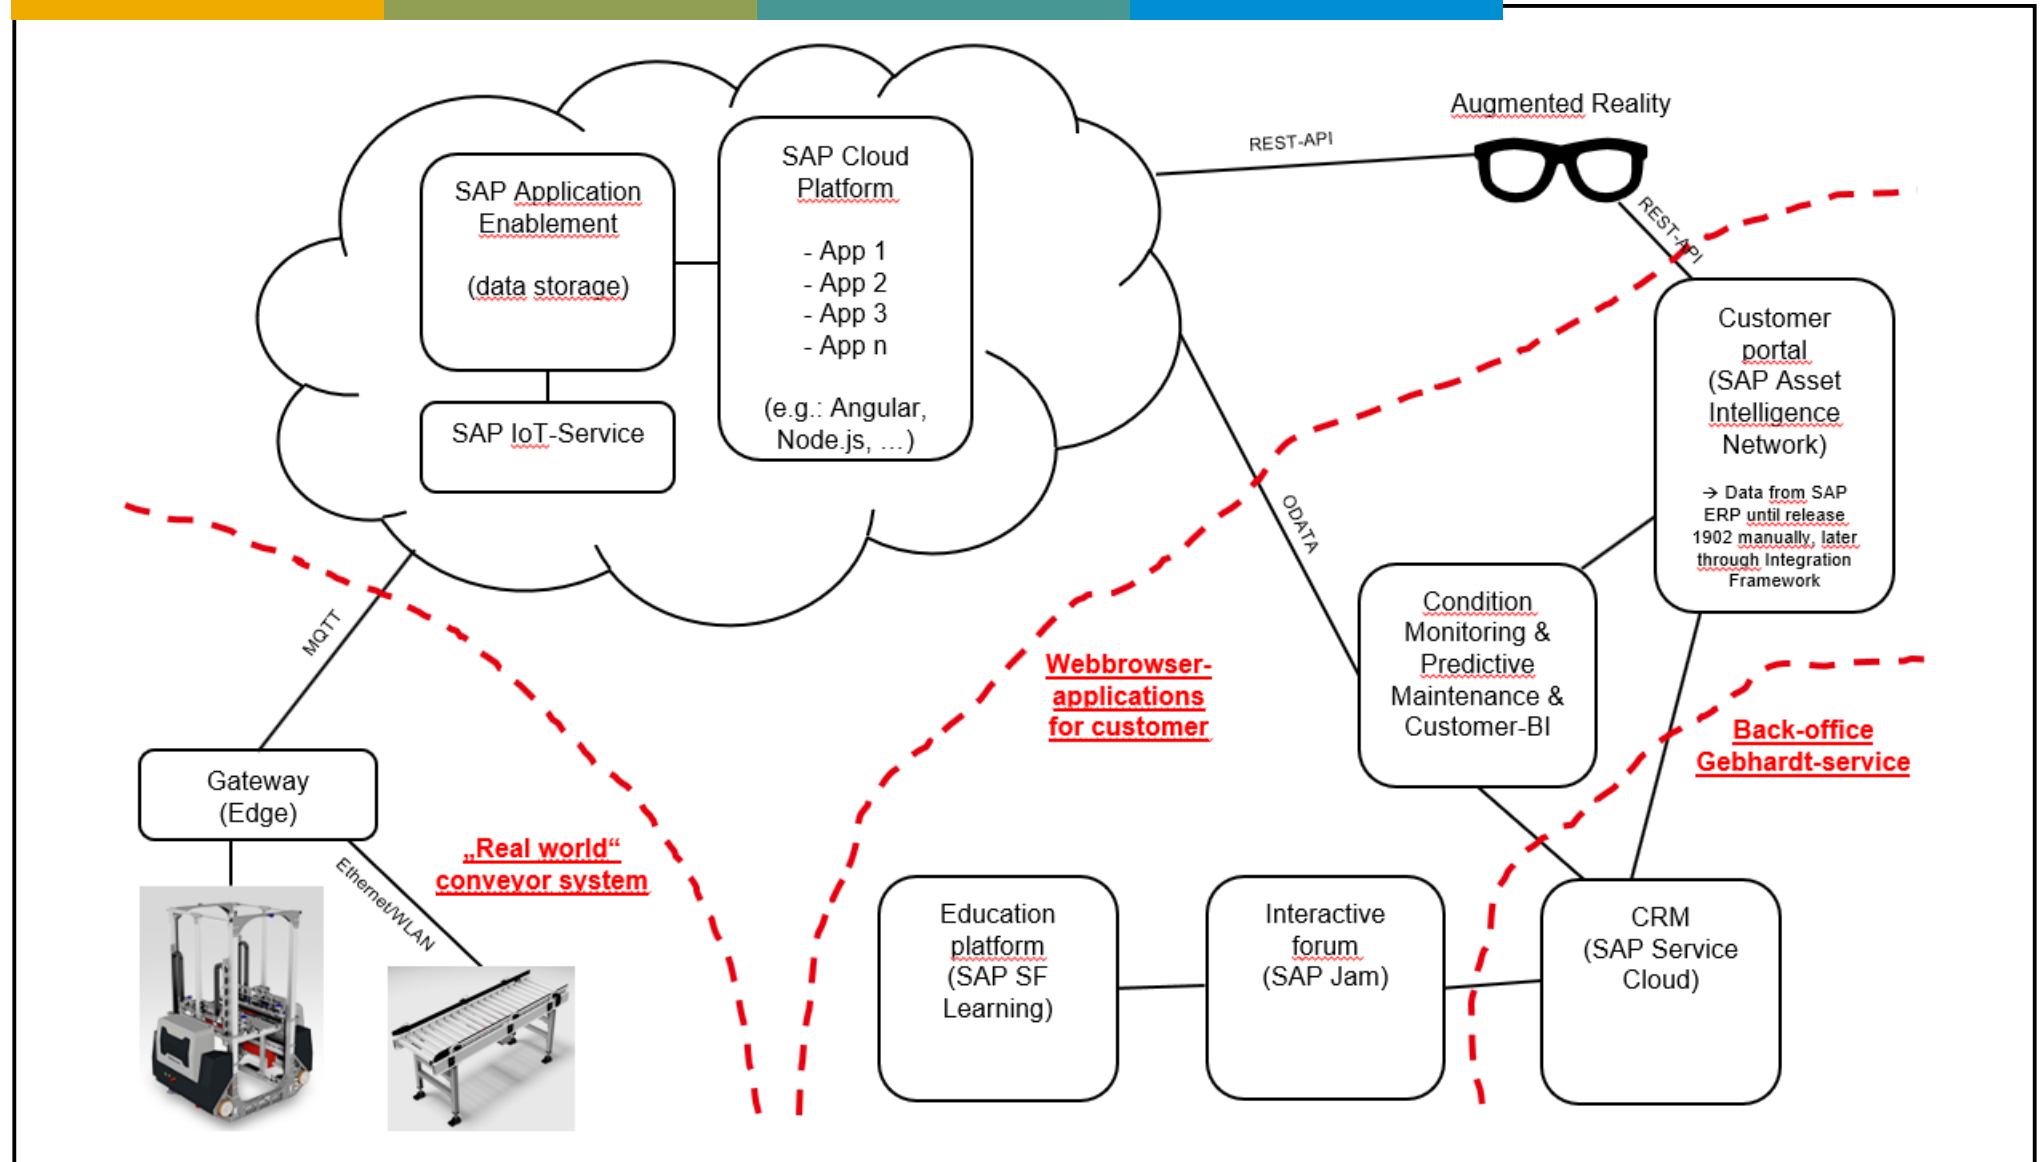 Augmented Reality
REST-API
REST-API
SAP Application
Enablement
(data storage)
SAP Cloud
Platform
- App 1
- App 2
- App 3
- App n
(e.g.: Angular,
Node.js, …)
SAP IoT-Service
Customer
portal
(SAP Asset
Intelligence
Network)
→ Data from SAP
ERP until release
1902 manually, later
through Integration
Framework
ODATA
MQTT
Condition
Monitoring &
Predictive
Maintenance &
Customer-BI
Webbrowser-
applications
for customer
Back-office
Gebhardt-service
Gateway
(Edge)
Ethernet/WLAN
„Real world“
conveyor system
Education
platform
(SAP SF
Learning)
Interactive
forum
(SAP Jam)
CRM
(SAP Service
Cloud)